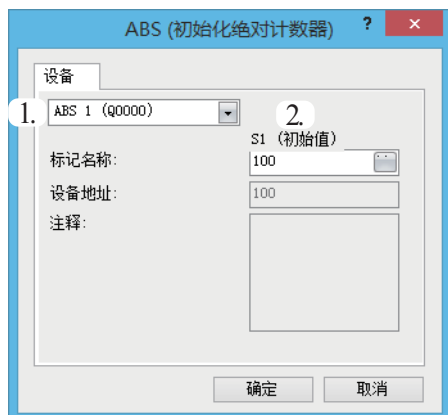 ABS (初始化绝对计数器) ? ×
设备
1. ABS 1 (Q0000) 2.
S1 (初始值)
标记名称: 100
设备地址: 100
注释:
确定 取消